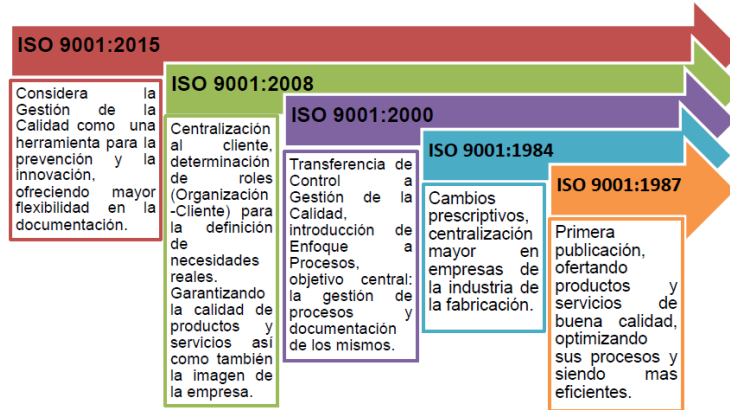 ISO 9001:2015
Considera la
Gestión de la
Calidad como una
herramienta para la
prevención y la
innovación,
ofreciendo mayor
flexibilidad en la
documentación.
ISO 9001:2008
Centralización
al cliente,
determinación
de roles
(Organización
-Cliente) para
la definición
de
necesidades
reales.
Garantizando
la calidad de
productos y
servicios así
como también
la imagen de
la empresa.
ISO 9001:2000
Transferencia de
Control a
Gestión de la
Calidad,
introducción de
Enfoque a
Procesos,
objetivo central:
la gestión de
procesos y
documentación
de los mismos.
ISO 9001:1984
Cambios
prescriptivos,
centralización
mayor en
empresas de
la industria de
la fabricación.
ISO 9001:1987
Primera
publicación,
ofertando
productos y
servicios de
buena calidad,
optimizando
sus procesos y
siendo mas
eficientes.